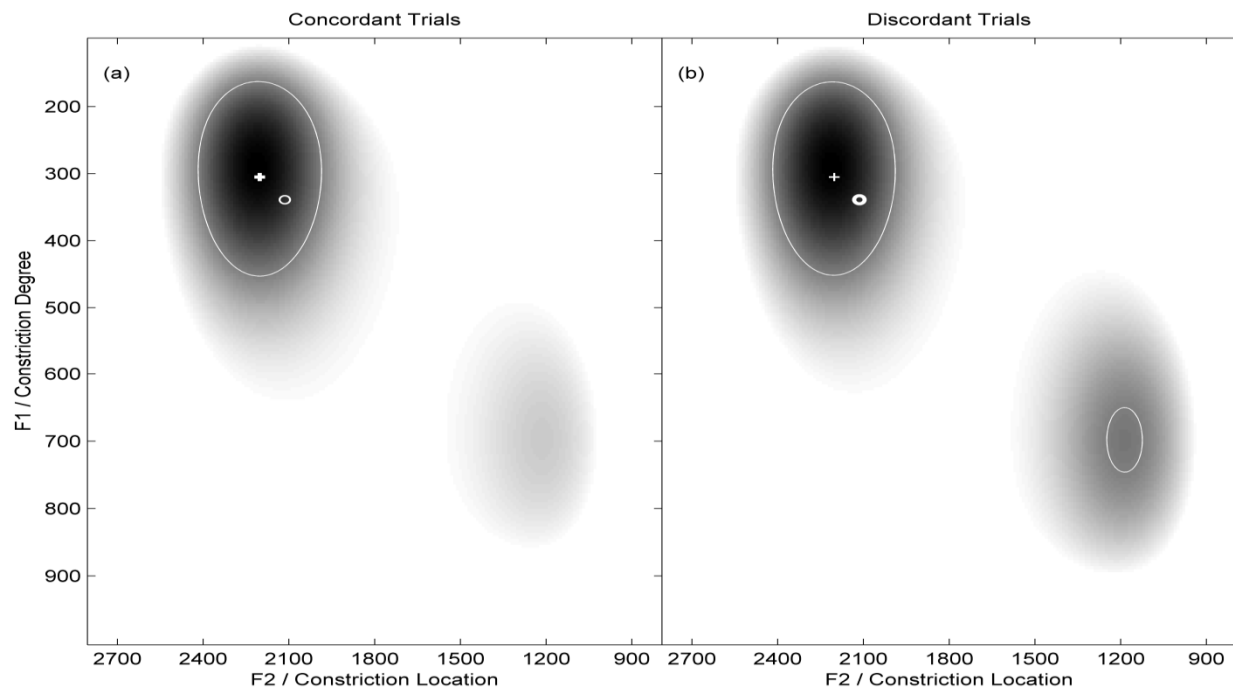 Concordant Trials
Discordant Trials
(a)
(b)
200
300
400
500
600
700
800
900
F1 / Constriction Degree
2700 2400 2100 1800 1500 1200 900
2700 2400 2100 1800 1500 1200 900
F2 / Constriction Location
F2 / Constriction Location